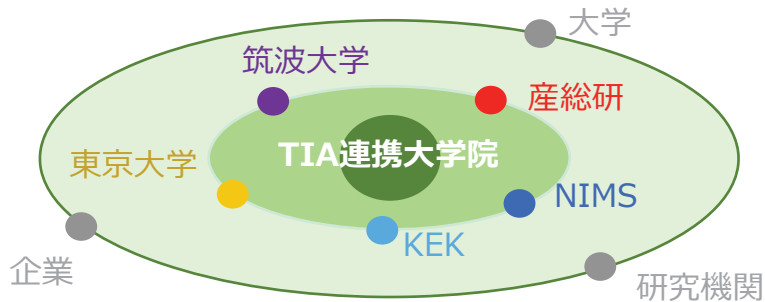 大学
筑波大学
産総研
TIA連携大学院
東京大学
NIMS
KEK
企業
研究機関